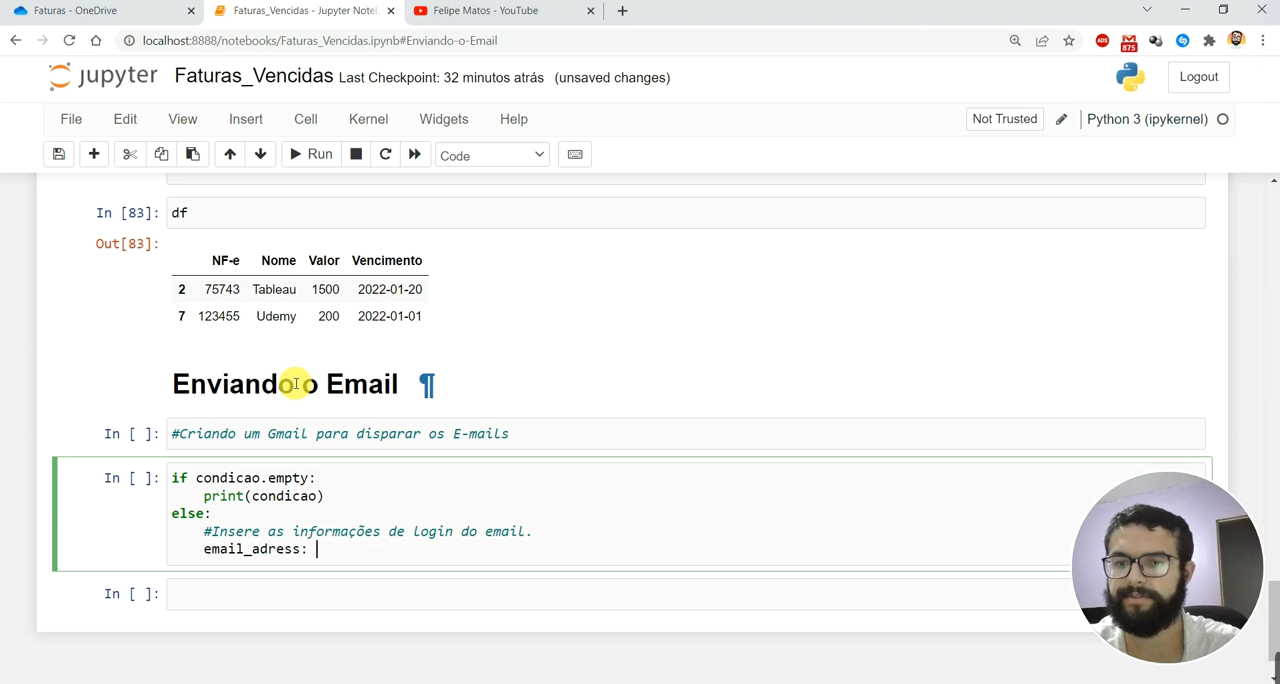 Faturas - OneDrive
Faturas_Vencidas - Jupyter Note
Felipe Matos - YouTube
localhost:8888/notebooks/Faturas_Vencidas.ipynb#Enviando-o-Email
ADS
875
jupyter Faturas_Vencidas Last Checkpoint: 32 minutos atrás (unsaved changes)
Logout
File Edit View Insert Cell Kernel Widgets Help
Not Trusted
Python 3 (ipykernel)
Run
Code
In [83]: df
Out[83]:
NF-e Nome Valor Vencimento
2 75743 Tableau 1500 2022-01-20
7 123455 Udemy 200 2022-01-01
Enviando o Email ¶
In [ ]: #Criando um Gmail para disparar os E-mails
In [ ]: if condicao.empty:
print(condicao)
else:
#Insere as informações de login do email.
email_adress:
In [ ]: